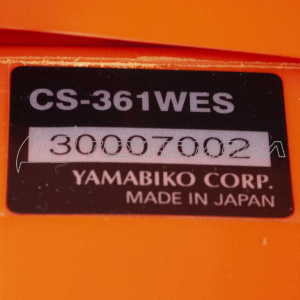 CS-361WES
30007002
YAMABIKO CORP.
MADE IN JAPAN